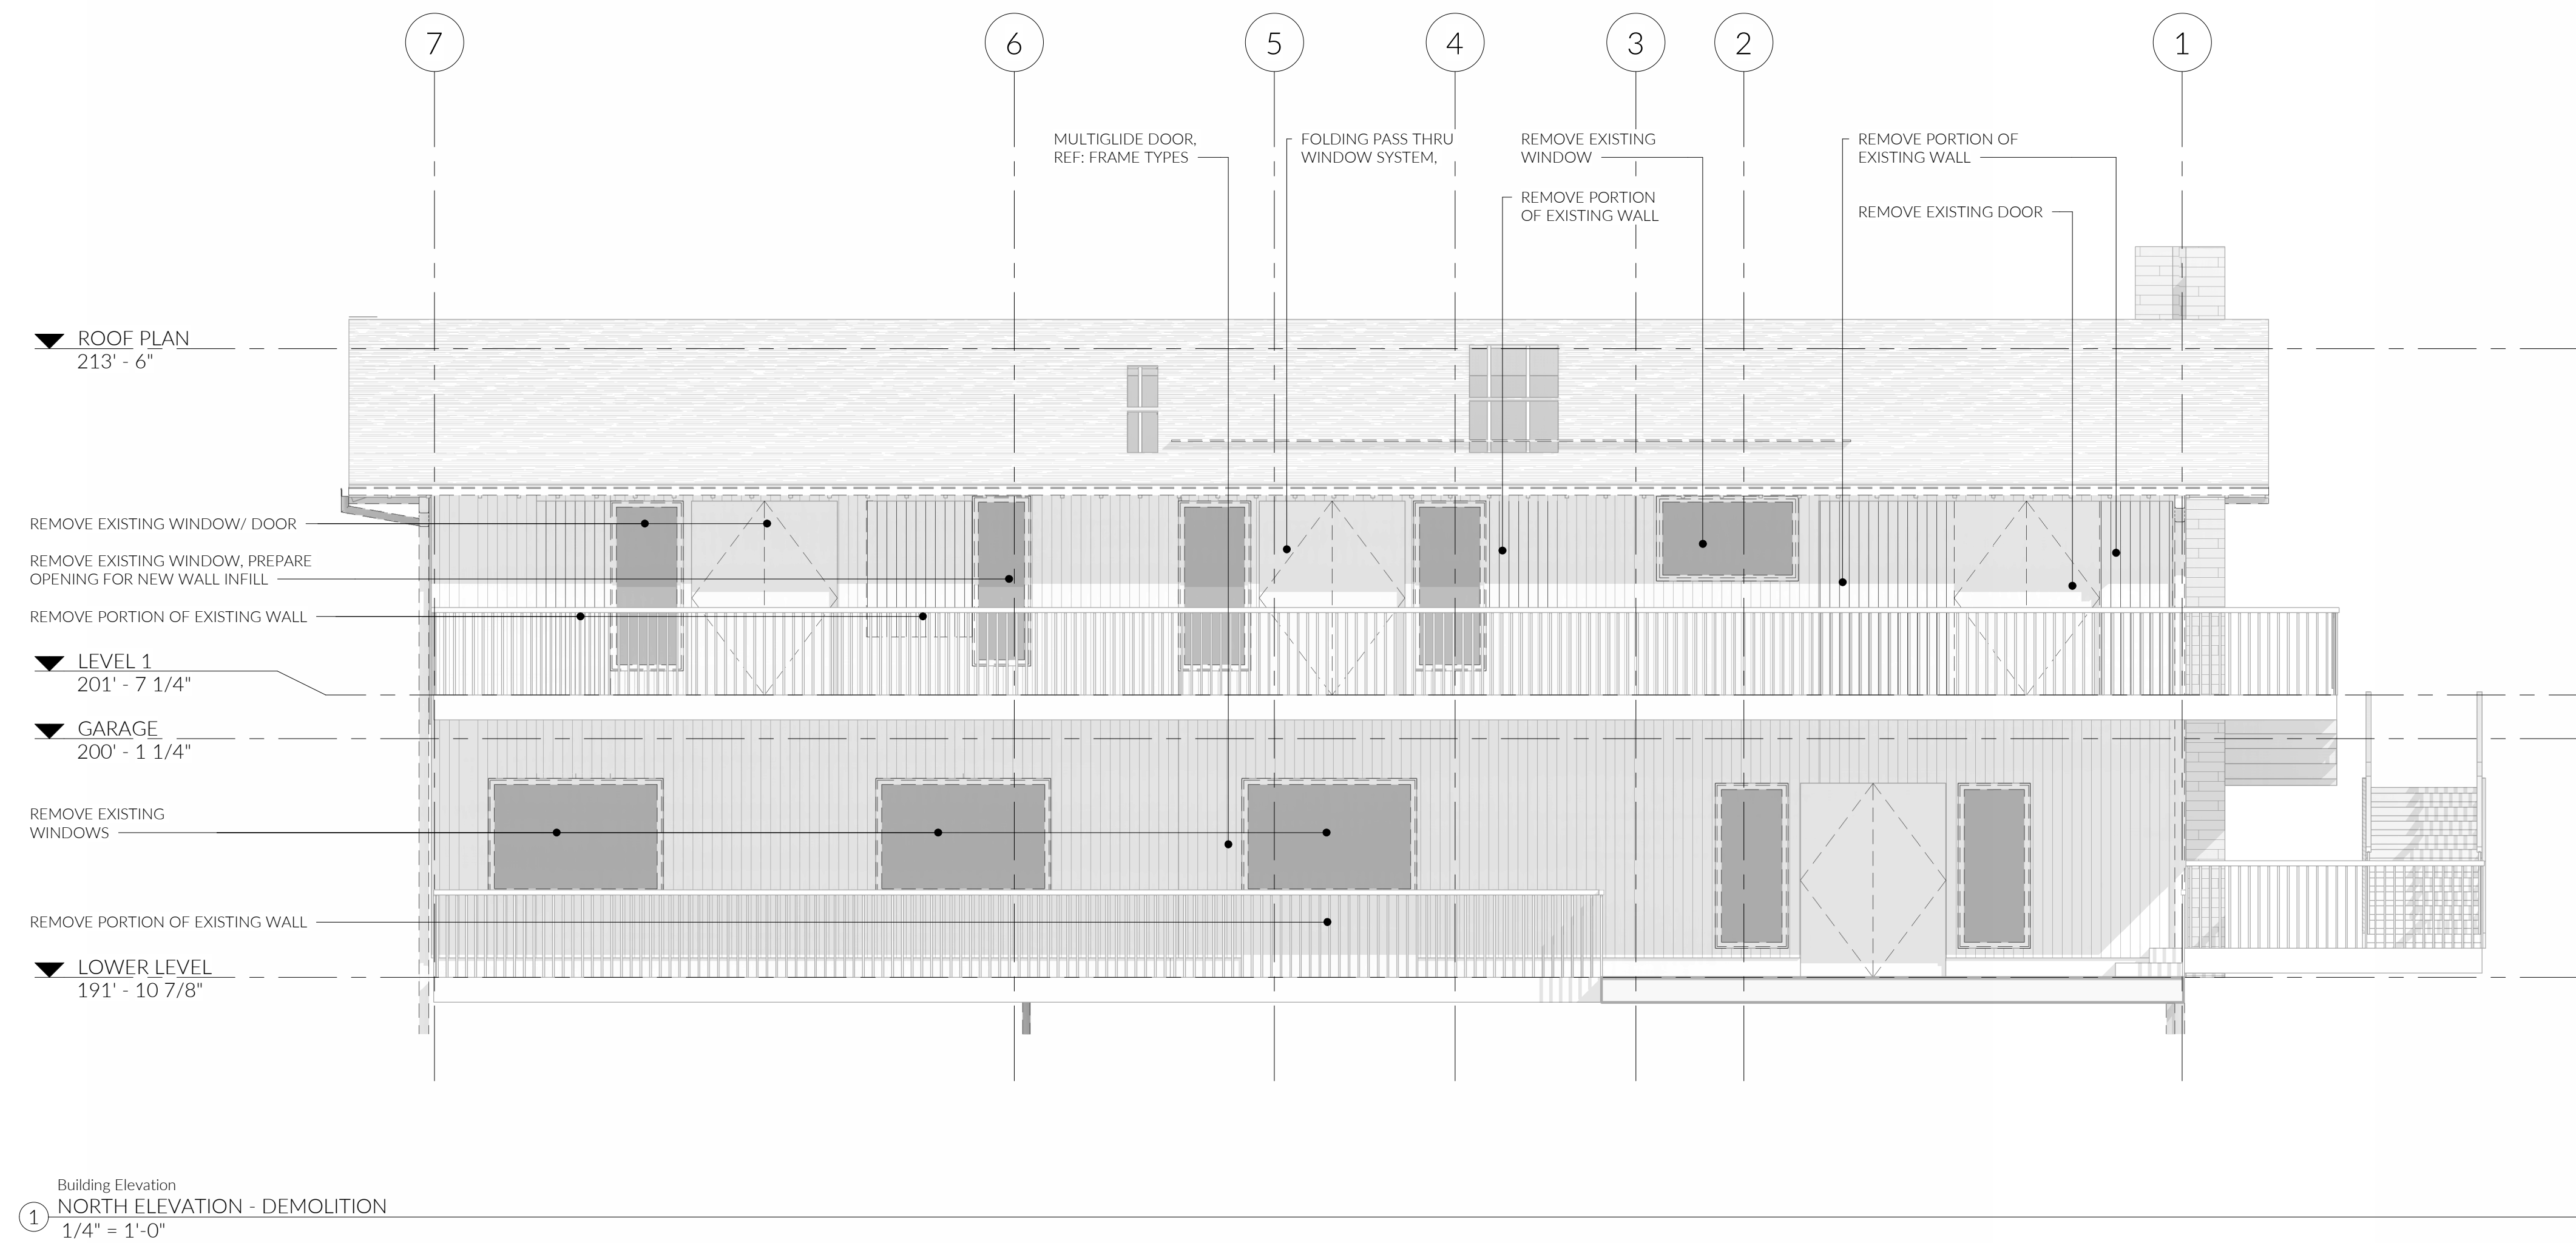 7
6
5
4
3
2
1
MULTIGLIDE DOOR,
REF: FRAME TYPES
FOLDING PASS THRU
WINDOW SYSTEM,
REMOVE EXISTING
WINDOW
REMOVE PORTION
OF EXISTING WALL
REMOVE PORTION OF
EXISTING WALL
REMOVE EXISTING DOOR
ROOF PLAN
213' - 6"
REMOVE EXISTING WINDOW/ DOOR
REMOVE EXISTING WINDOW, PREPARE
OPENING FOR NEW WALL INFILL
REMOVE PORTION OF EXISTING WALL
LEVEL 1
201' - 7 1/4"
GARAGE
200' - 1 1/4"
REMOVE EXISTING
WINDOWS
REMOVE PORTION OF EXISTING WALL
LOWER LEVEL
191' - 10 7/8"
Building Elevation
1
NORTH ELEVATION - DEMOLITION
1/4" = 1'-0"